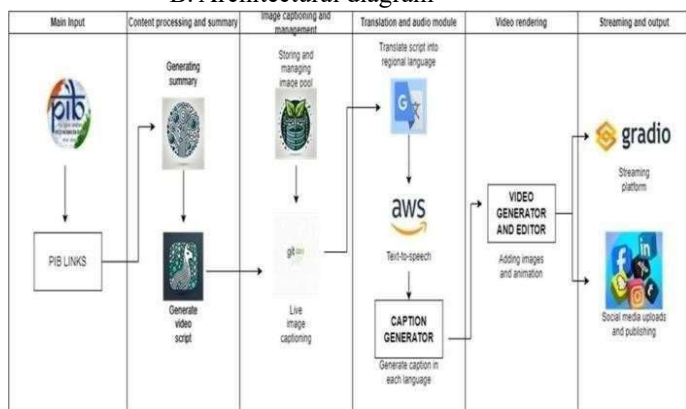 B. Architectural diagram
Main Input
Content processing and summary
Image captioning and
management
Translation and audio module
Video rendering
Streaming and output
pib
PIB LINKS
Generating
summary
Generate
video
script
Storing and
managing
image pool
Live
image
captioning
Translate script into
regional language
G
aws
Text-to-speech
CAPTION
GENERATOR
Generate caption in
each language
VIDEO
GENERATOR
AND EDITOR
Adding images
and animation
gradio
Streaming
platform
Social media uploads
and publishing